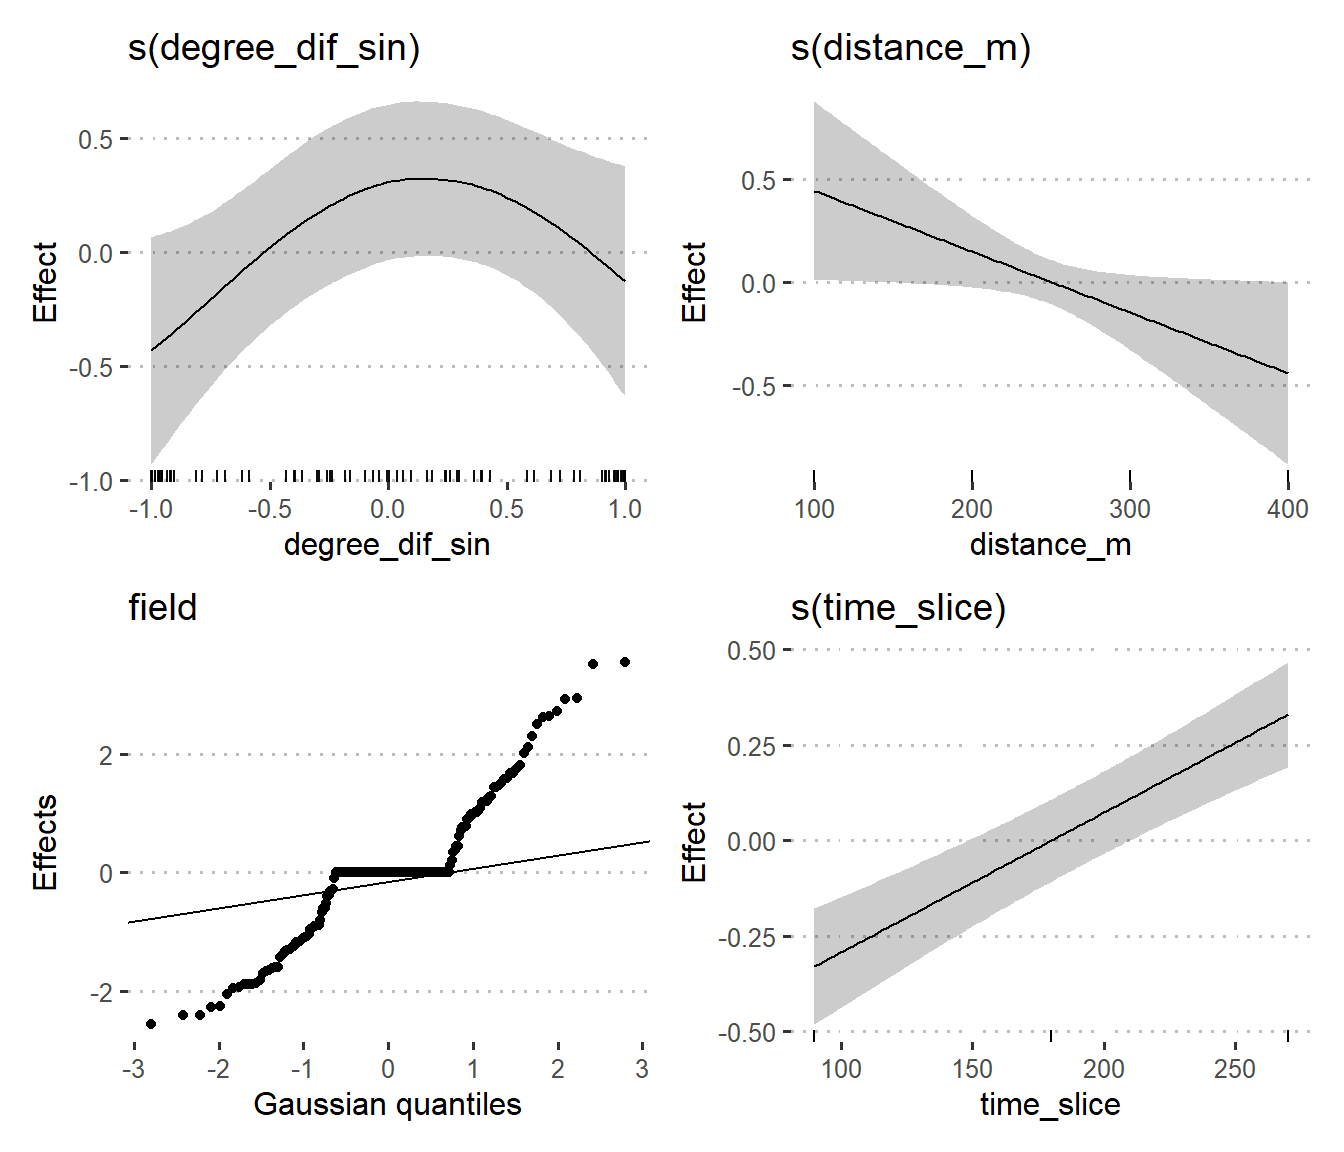 s(degree_dif_sin)
Effect
0.5
0.0
-0.5
-1.0
-1.0 -0.5 0.0 0.5 1.0
degree_dif_sin
s(distance_m)
Effect
0.5
0.0
-0.5
100 200 300 400
distance_m
field
Effects
2
0
-2
-3 -2 -1 0 1 2 3
Gaussian quantiles
s(time_slice)
Effect
0.50
0.25
0.00
-0.25
-0.50
100 150 200 250
time_slice